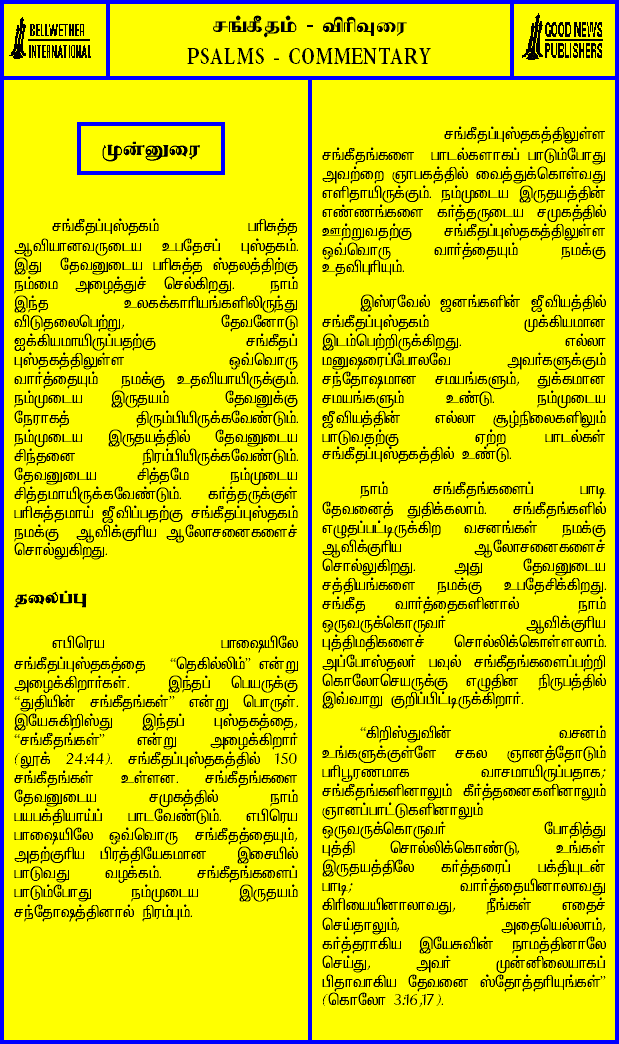 BELLWETHER
INTERNATIONAL
சங்கீதம் - விரிவுரை
PSALMS - COMMENTARY
GOOD NEWS
PUBLISHERS
முன்னுரை
சங்கீதப்புஸ்தகம் பரிசுத்த
ஆவியானவருடைய உபதேசப் புஸ்தகம்.
இது தேவனுடைய பரிசுத்த ஸ்தலத்திற்கு
நம்மை அழைத்துச் செல்கிறது. நாம்
இந்த உலகக்காரியங்களிலிருந்து
விடுதலைபெற்று, தேவனோடு
ஐக்கியமாயிருப்பதற்கு சங்கீதப்
புஸ்தகத்திலுள்ள ஒவ்வொரு
வார்த்தையும் நமக்கு உதவியாயிருக்கும்.
நம்முடைய இருதயம் தேவனுக்கு
நேராகத் திரும்பியிருக்கவேண்டும்.
நம்முடைய இருதயத்தில் தேவனுடைய
சிந்தனை நிரம்பியிருக்கவேண்டும்.
தேவனுடைய சித்தமே நம்முடைய
சித்தமாயிருக்கவேண்டும். கர்த்தருக்குள்
பரிசுத்தமாய் ஜீவிப்பதற்கு சங்கீதப்புஸ்தகம்
நமக்கு ஆவிக்குரிய ஆலோசனைகளைச்
சொல்லுகிறது.
தலைப்பு
எபிரெய பாஷையிலே
சங்கீதப்புஸ்தகத்தை “தெகில்லிம்” என்று
அழைக்கிறார்கள். இந்தப் பெயருக்கு
“துதியின் சங்கீதங்கள்” என்று பொருள்.
இயேசுகிறிஸ்து இந்தப் புஸ்தகத்தை,
“சங்கீதங்கள்” என்று அழைக்கிறார்
(லூக் 24:44). சங்கீதப்புஸ்தகத்தில் 150
சங்கீதங்கள் உள்ளன. சங்கீதங்களை
தேவனுடைய சமுகத்தில் நாம்
பயபக்தியாய்ப் பாடவேண்டும். எபிரெய
பாஷையிலே ஒவ்வொரு சங்கீதத்தையும்,
அதற்குரிய பிரத்தியேகமான இசையில்
பாடுவது வழக்கம். சங்கீதங்களைப்
பாடும்போது நம்முடைய இருதயம்
சந்தோஷத்தினால் நிரம்பும்.
சங்கீதப்புஸ்தகத்திலுள்ள
சங்கீதங்களை பாடல்களாகப் பாடும்போது
அவற்றை ஞாபகத்தில் வைத்துக்கொள்வது
எளிதாயிருக்கும். நம்முடைய இருதயத்தின்
எண்ணங்களை கர்த்தருடைய சமுகத்தில்
ஊற்றுவதற்கு சங்கீதப்புஸ்தகத்திலுள்ள
ஒவ்வொரு வார்த்தையும் நமக்கு
உதவிபுரியும்.
இஸ்ரவேல் ஜனங்களின் ஜீவியத்தில்
சங்கீதப்புஸ்தகம் முக்கியமான
இடம்பெற்றிருக்கிறது. எல்லா
மனுஷரைப்போலவே அவர்களுக்கும்
சந்தோஷமான சமயங்களும், துக்கமான
சமயங்களும் உண்டு. நம்முடைய
ஜீவியத்தின் எல்லா சூழ்நிலைகளிலும்
பாடுவதற்கு ஏற்ற பாடல்கள்
சங்கீதப்புஸ்தகத்தில் உண்டு.
நாம் சங்கீதங்களைப் பாடி
தேவனைத் துதிக்கலாம். சங்கீதங்களில்
எழுதப்பட்டிருக்கிற வசனங்கள் நமக்கு
ஆவிக்குரிய ஆலோசனைகளைச்
சொல்லுகிறது. அது தேவனுடைய
சத்தியங்களை நமக்கு உபதேசிக்கிறது.
சங்கீத வார்த்தைகளினால் நாம்
ஒருவருக்கொருவர் ஆவிக்குரிய
புத்திமதிகளைச் சொல்லிக்கொள்ளலாம்.
அப்போஸ்தலர் பவுல் சங்கீதங்களைப்பற்றி
கொலோசெயருக்கு எழுதின நிருபத்தில்
இவ்வாறு குறிப்பிட்டிருக்கிறார்.
“கிறிஸ்துவின் வசனம்
உங்களுக்குள்ளே சகல ஞானத்தோடும்
பரிபூரணமாக வாசமாயிருப்பதாக;
சங்கீதங்களினாலும் கீர்த்தனைகளினாலும்
ஞானப்பாட்டுகளினாலும்
ஒருவருக்கொருவர் போதித்து
புத்தி சொல்லிக்கொண்டு, உங்கள்
இருதயத்திலே கர்த்தரைப் பக்தியுடன்
பாடி; வார்த்தையினாலாவது
கிரியையினாலாவது, நீங்கள் எதைச்
செய்தாலும், அதையெல்லாம்,
கர்த்தராகிய இயேசுவின் நாமத்தினாலே
செய்து, அவர் முன்னிலையாகப்
பிதாவாகிய தேவனை ஸ்தோத்தரியுங்கள்”
(கொலோ 3:16,17).